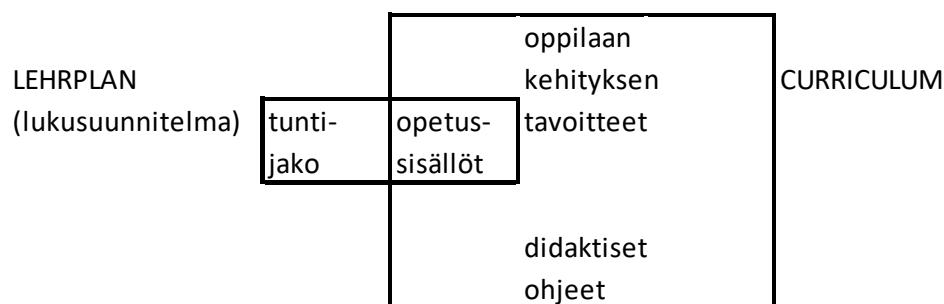 oppilaan
LEHRPLAN kehityksen CURRICULUM
(lukusuunnitelma) tunti- opetus- tavoitteet
jako sisällöt
didaktiset
ohjeet